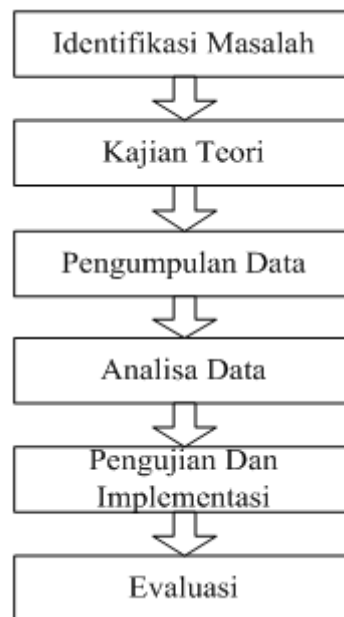 Identifikasi Masalah
Kajian Teori
Pengumpulan Data
Analisa Data
Pengujian Dan
Implementasi
Evaluasi